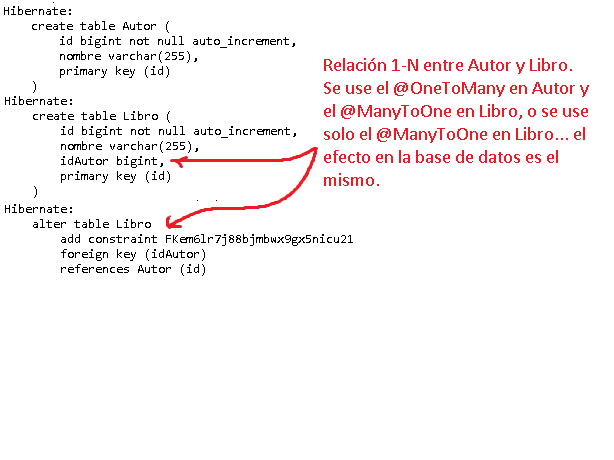 Hibernate:
create table Autor (
id bigint not null auto_increment,
nombre varchar(255),
primary key (id)
)
Hibernate:
create table Libro (
id bigint not null auto_increment,
nombre varchar(255),
idAutor bigint,
primary key (id)
)
Hibernate:
alter table Libro
add constraint FKem6lr7j88bjmbwx9gx5nicu21
foreign key (idAutor)
references Autor (id)
Relación 1-N entre Autor y Libro.
Se use el @OneToMany en Autor y
el @ManyToOne en Libro, o se use
solo el @ManyToOne en Libro... el
efecto en la base de datos es el
mismo.